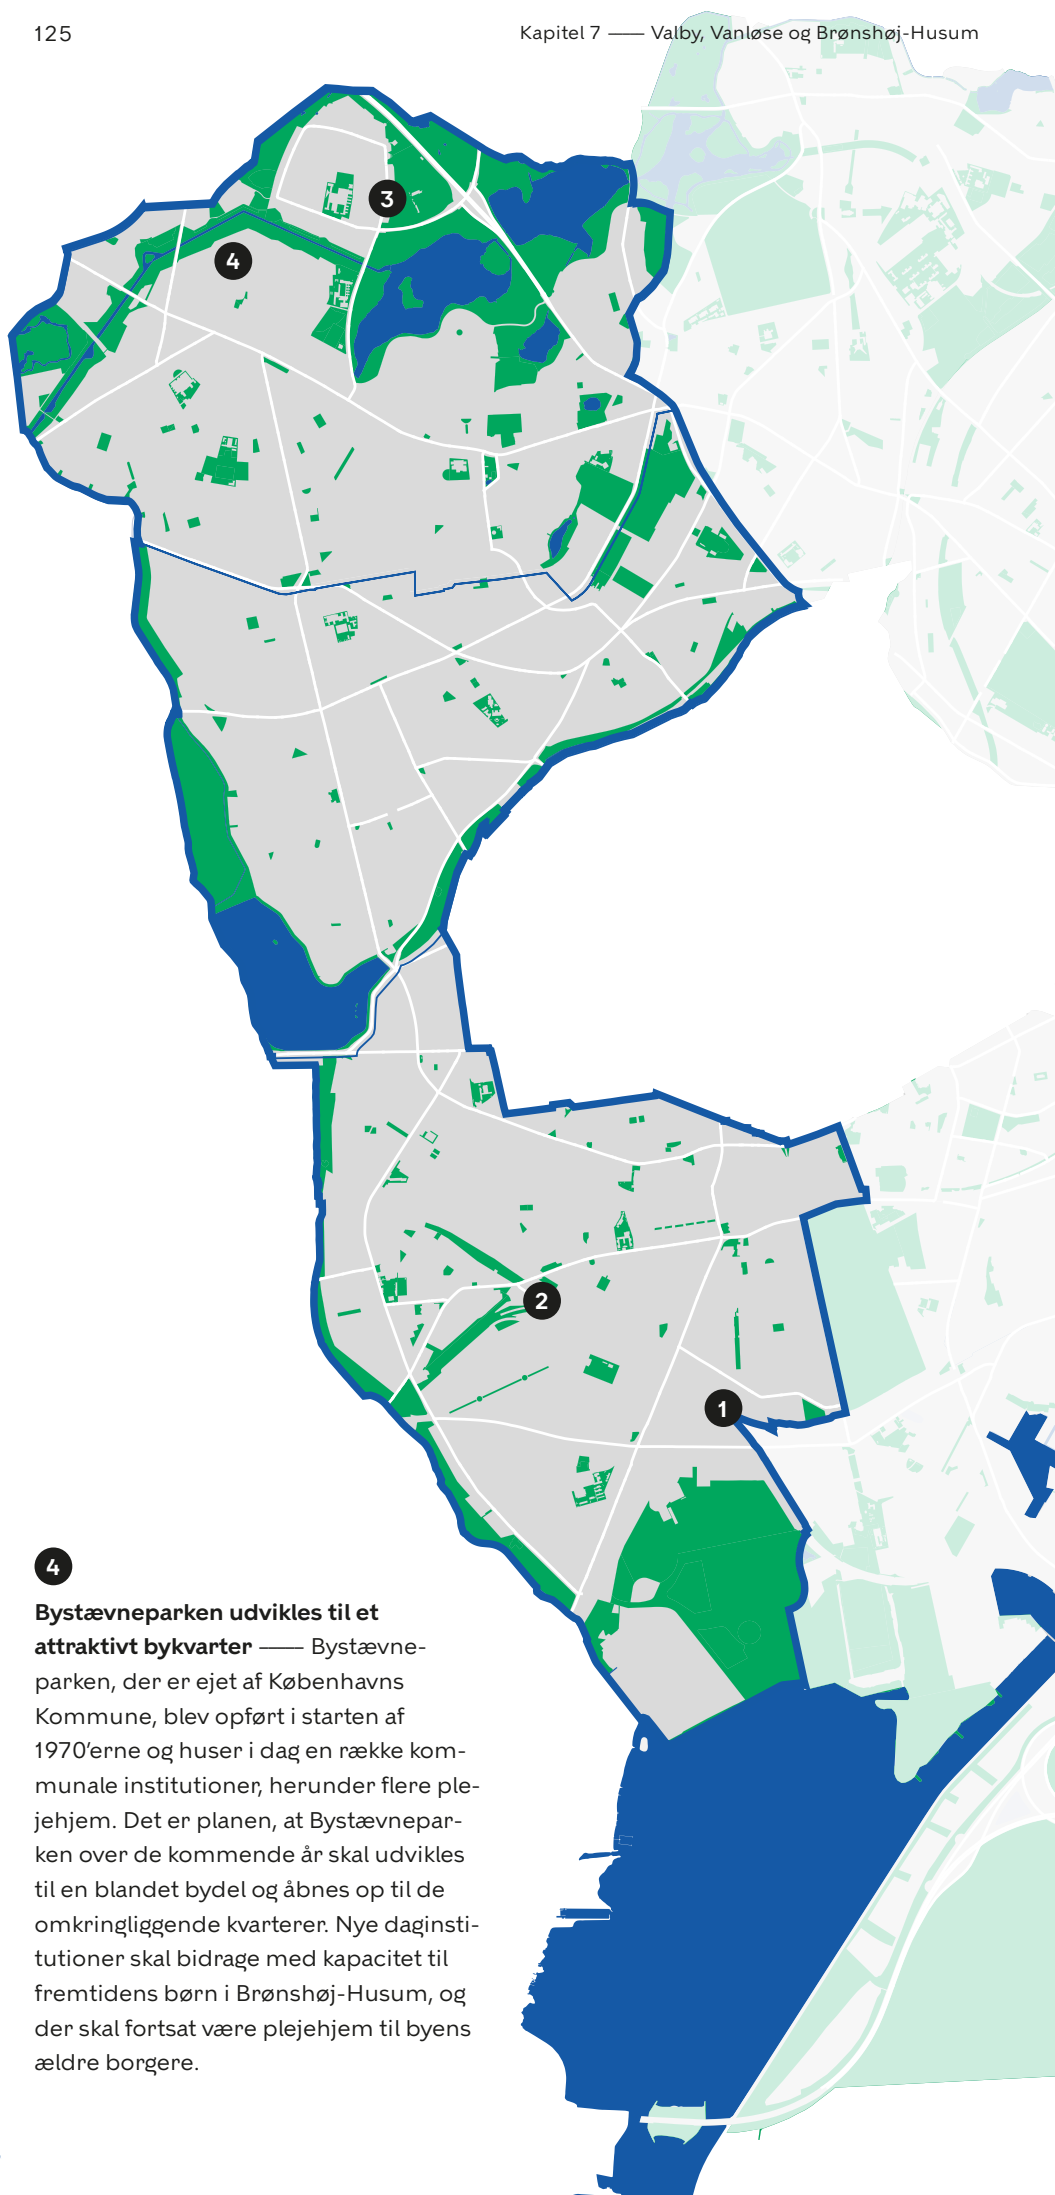 125
Kapitel 7 —— Valby, Vanløse og Brønshøj-Husum
3
4
2
1
4
Bystævneparken udvikles til et
attraktivt bykvarter —— Bystævne-
parken, der er ejet af Københavns
Kommune, blev opført i starten af
1970’erne og huser i dag en række kom-
munale institutioner, herunder flere ple-
jehjem. Det er planen, at Bystævnepar-
ken over de kommende år skal udvikles
til en blandet bydel og åbnes op til de
omkringliggende kvarterer. Nye daginsti-
tutioner skal bidrage med kapacitet til
fremtidens børn i Brønshøj-Husum, og
der skal fortsat være plejehjem til byens
ældre borgere.